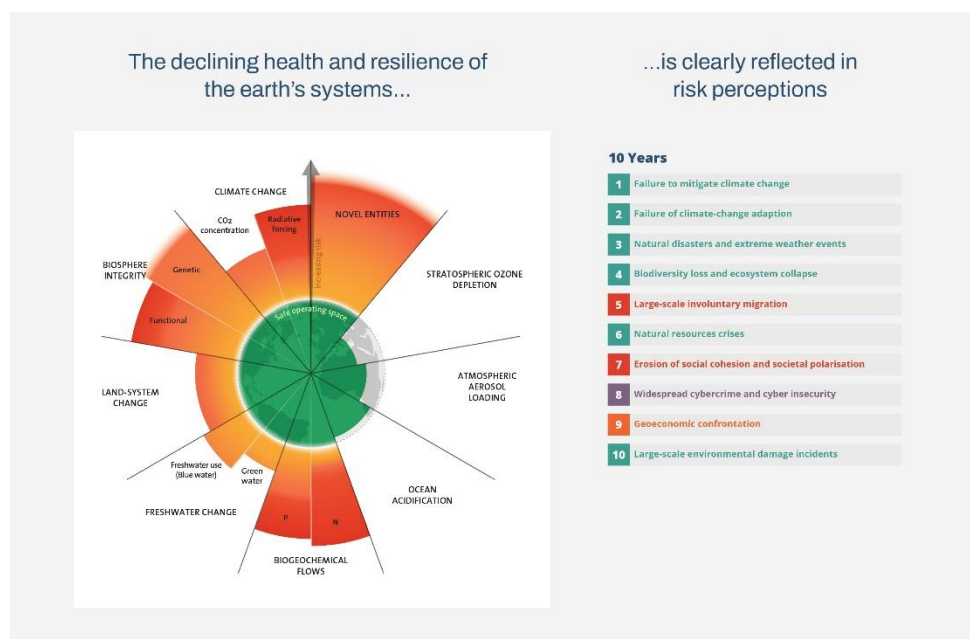 The declining health and resilience of
the earth's systems...
...is clearly reflected in
risk perceptions
CLIMATE CHANGE
CO2
concentration
Radiative
forcing
Increasing risk
NOVEL ENTITIES
STRATOSPHERIC OZONE
DEPLETION
ATMOSPHERIC
AEROSOL
LOADING
OCEAN
ACIDIFICATION
BIOGEOCHEMICAL
FLOWS
P
N
FRESHWATER CHANGE
Freshwater use
(Blue water)
Green
water
LAND-SYSTEM
CHANGE
BIOSPHERE
INTEGRITY
Genetic
Functional
Safe operating space
10 Years
1 Failure to mitigate climate change
2 Failure of climate-change adaption
3 Natural disasters and extreme weather events
4 Biodiversity loss and ecosystem collapse
5 Large-scale involuntary migration
6 Natural resources crises
7 Erosion of social cohesion and societal polarisation
8 Widespread cybercrime and cyber insecurity
9 Geoeconomic confrontation
10 Large-scale environmental damage incidents